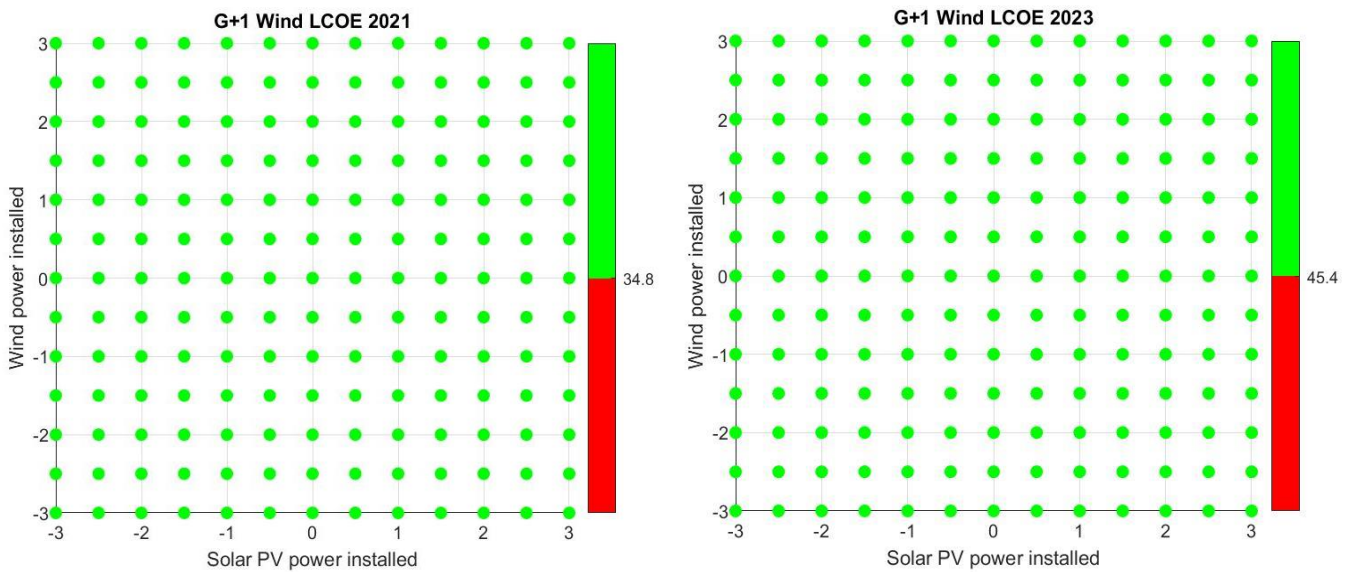 G+1 Wind LCOE 2021
3
2
1
0
-1
-2
-3
Wind power installed
-3 -2 -1 0 1 2 3
Solar PV power installed
34.8
G+1 Wind LCOE 2023
3
2
1
0
-1
-2
-3
Wind power installed
-3 -2 -1 0 1 2 3
Solar PV power installed
45.4